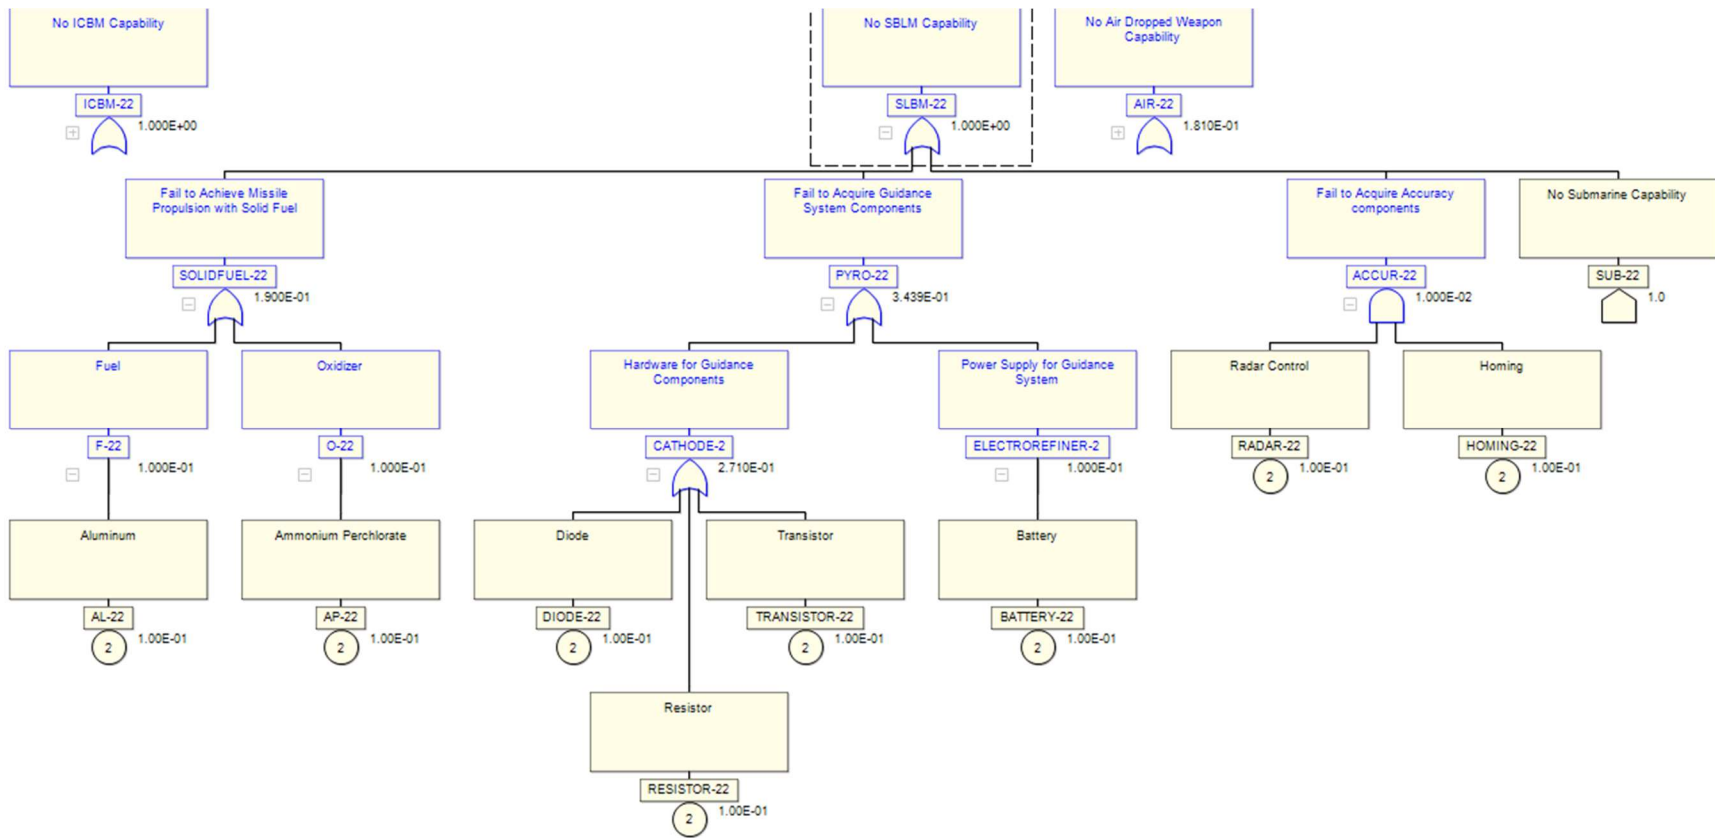 No ICBM Capability
No SBLM Capability
No Air Dropped Weapon
Capability
ICBM-22
1.000E+00
SLBM-22
1.000E+00
AIR-22
1.810E-01
Fail to Achieve Missile
Propulsion with Solid Fuel
Fail to Acquire Guidance
System Components
Fail to Acquire Accuracy
components
No Submarine Capability
SOLIDFUEL-22
1.900E-01
PYRO-22
3.439E-01
ACCUR-22
1.000E-02
SUB-22
1.0
Fuel
Oxidizer
Hardware for Guidance
Components
Power Supply for Guidance
System
Radar Control
Homing
F-22
1.000E-01
O-22
1.000E-01
CATHODE-2
2.710E-01
ELECTROREFINER-2
1.000E-01
RADAR-22
2
1.00E-01
HOMING-22
2
1.00E-01
Aluminum
Ammonium Perchlorate
Diode
Transistor
Battery
AL-22
2
1.00E-01
AP-22
2
1.00E-01
DIODE-22
2
1.00E-01
TRANSISTOR-22
2
1.00E-01
BATTERY-22
2
1.00E-01
Resistor
RESISTOR-22
2
1.00E-01